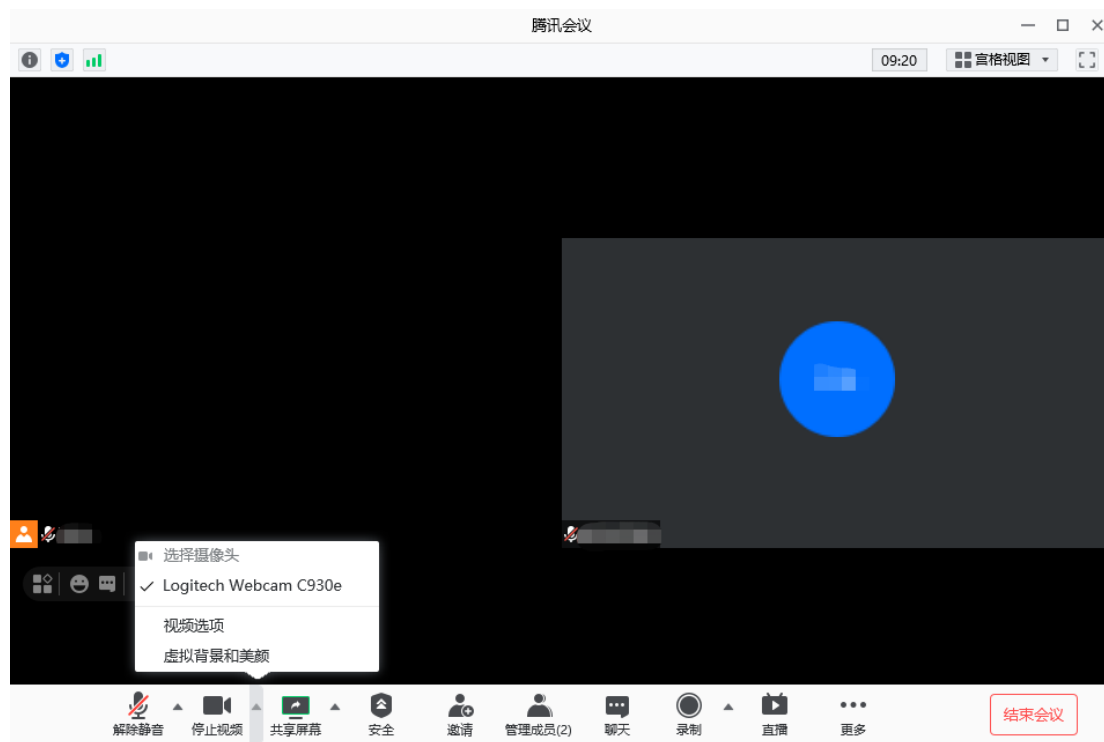 腾讯会议
09:20
宫格视图
选择摄像头
Logitech Webcam C930e
视频选项
虚拟背景和美颜
解除静音
停止视频
共享屏幕
安全
邀请
管理成员(2)
聊天
录制
直播
更多
结束会议